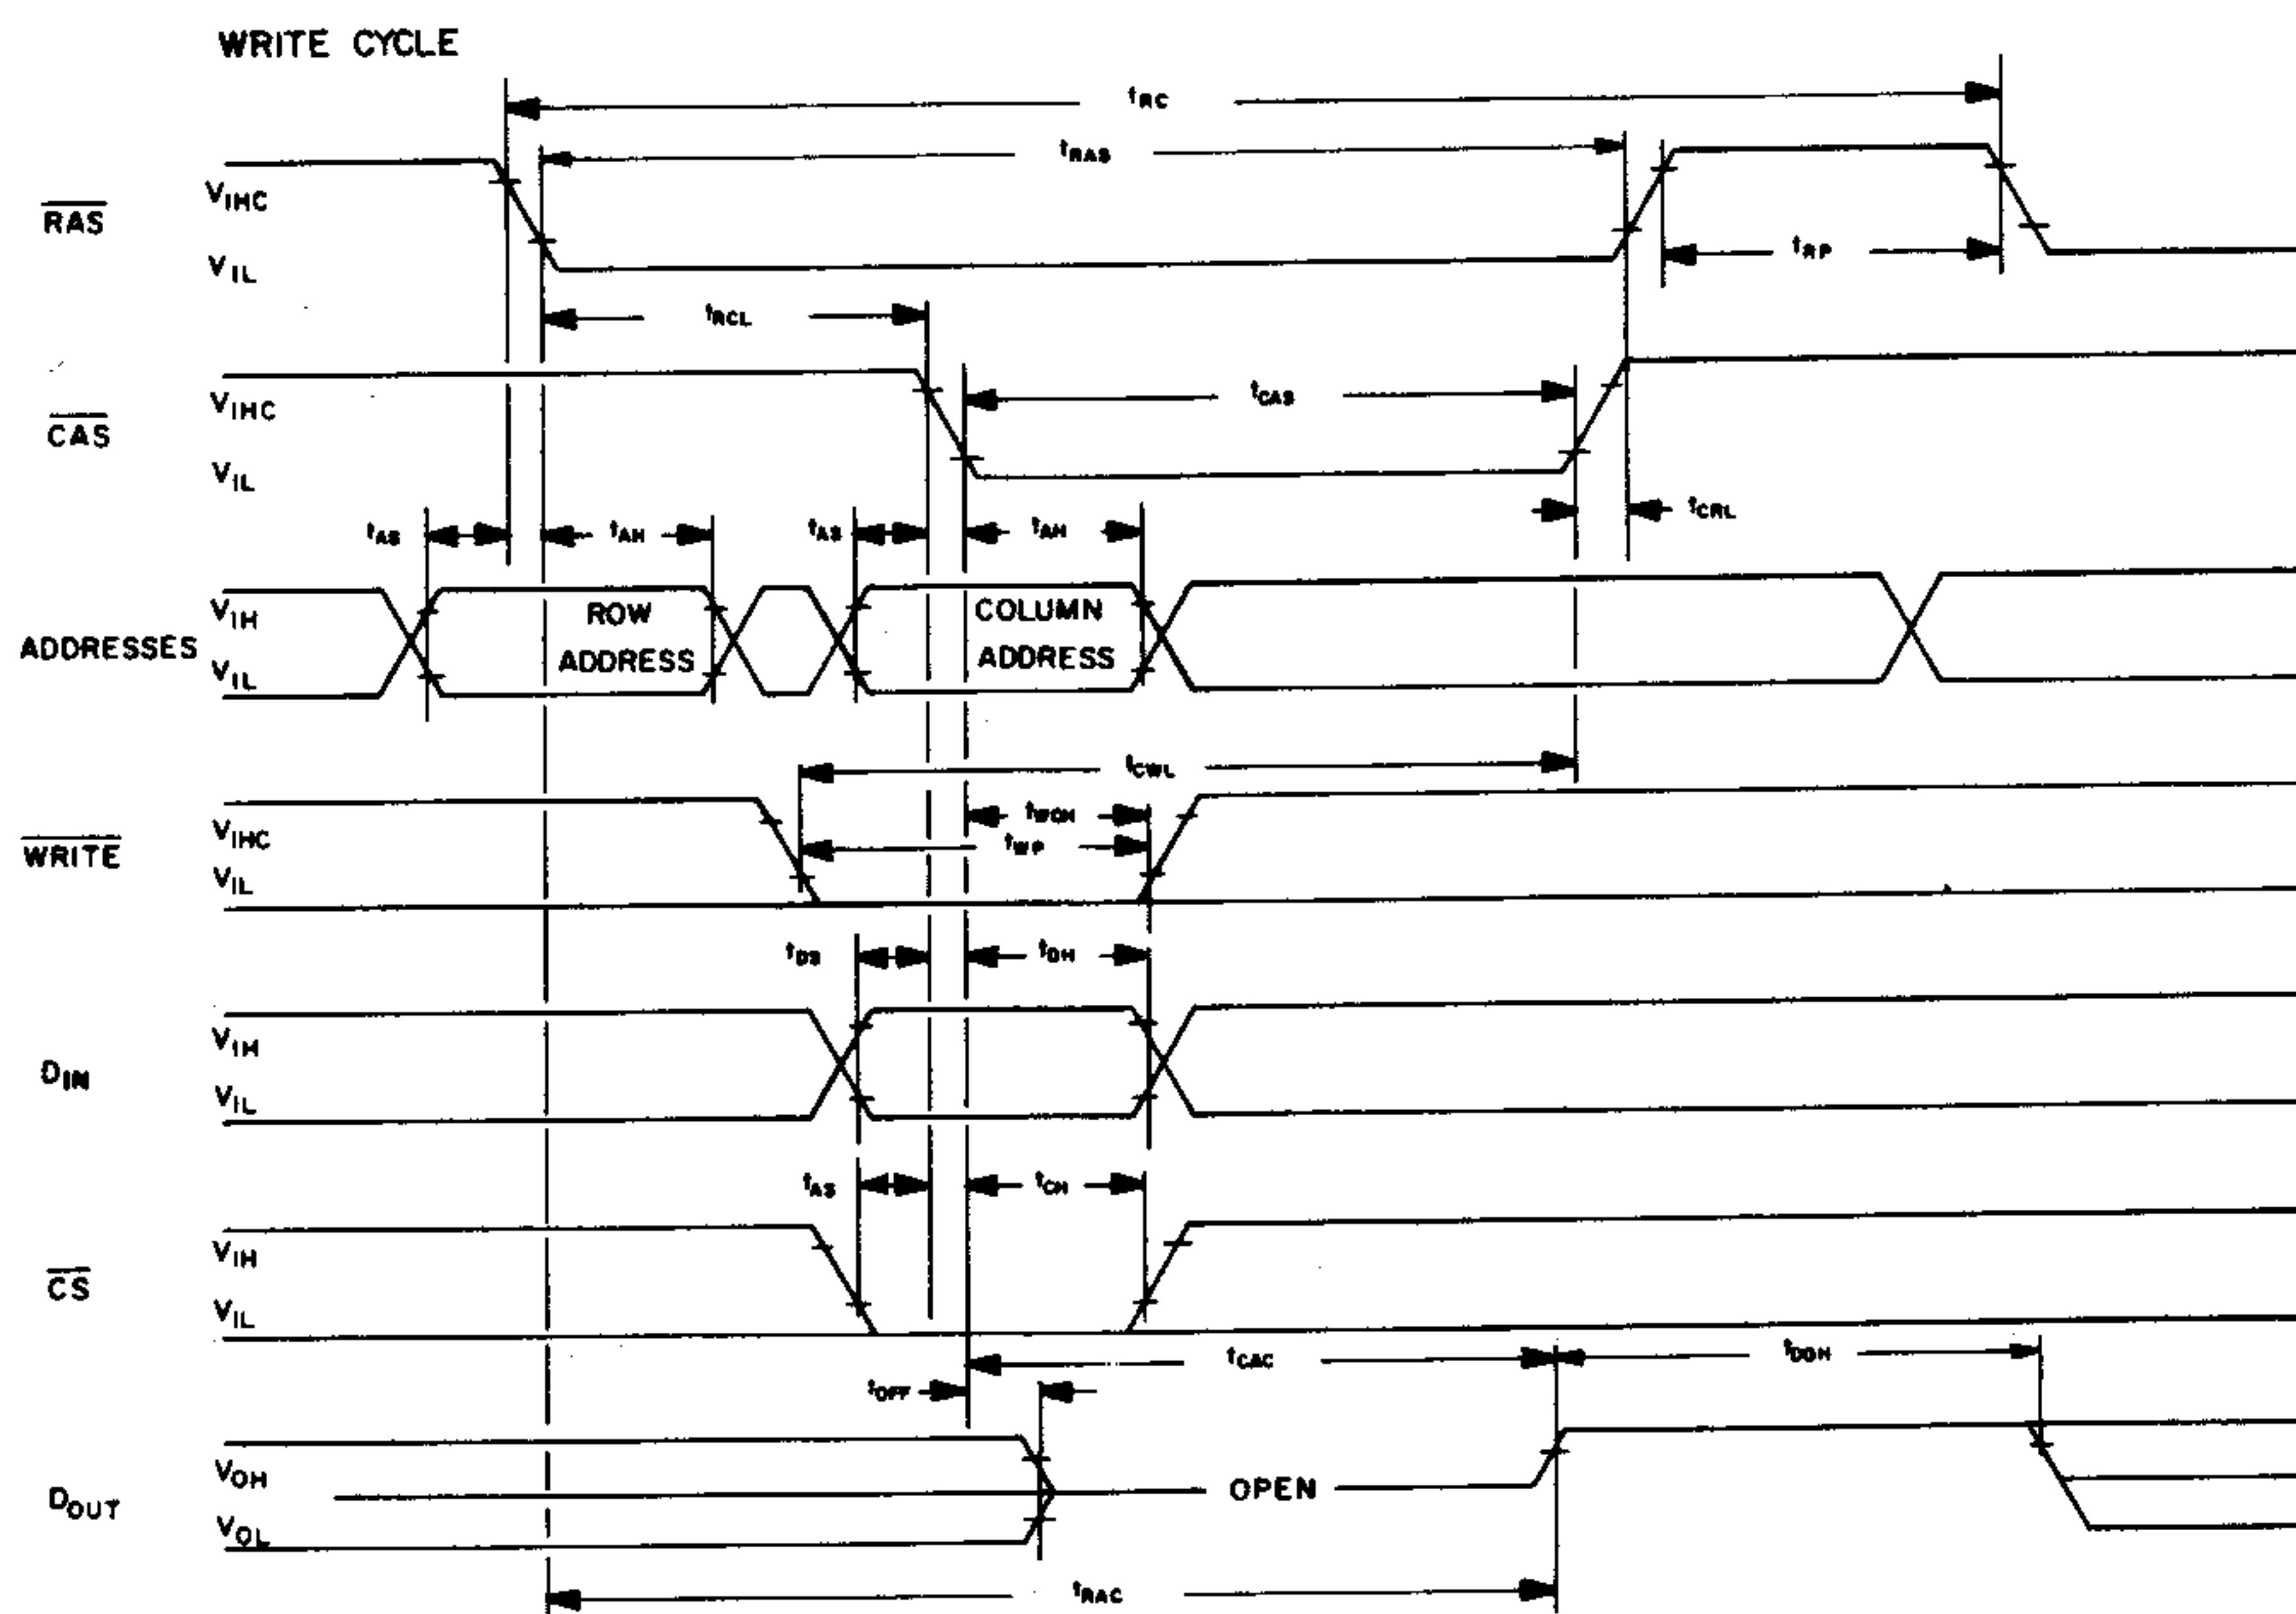 WRITE CYCLE
tRC
tRAS
RAS
VIHC
VIL
tRP
tRCL
CAS
VIHC
VIL
tCAS
tCRL
tAS
tAH
tAS
tAH
ADDRESSES
VIH
VIL
ROW
ADDRESS
COLUMN
ADDRESS
tCWL
WRITE
VIHC
VIL
tWCH
tWP
tDS
tDH
DIN
VIH
VIL
tAS
tCH
CS
VIH
VIL
tCAC
tDOH
tOFF
DOUT
VOH
VOL
OPEN
tRAC